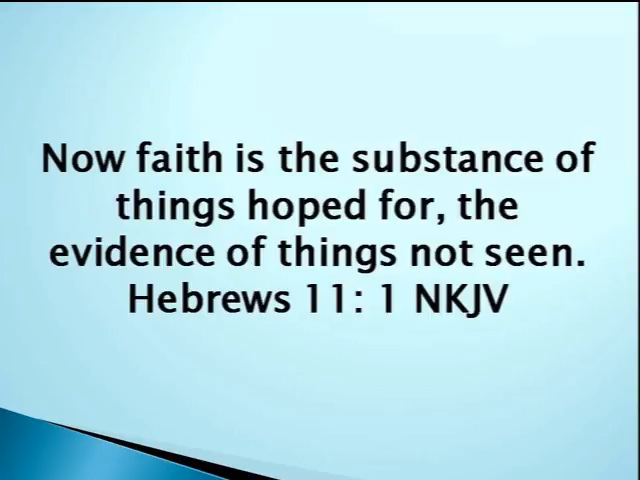 Now faith is the substance of
things hoped for, the
evidence of things not seen.
Hebrews 11: 1 NKJV